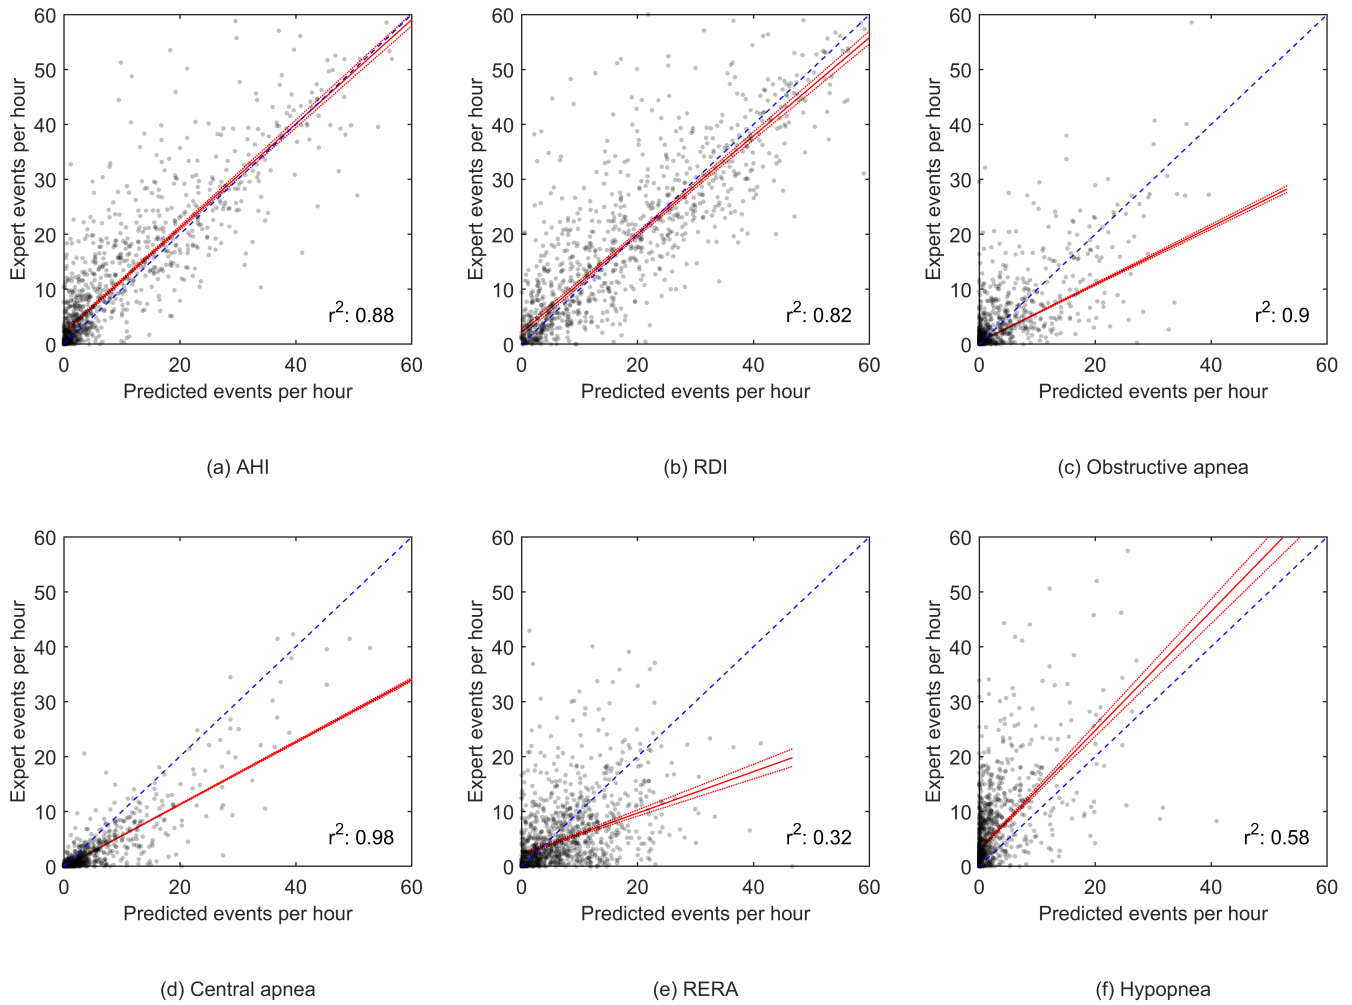 60
50
40
30
20
10
0
Expert events per hour
r²: 0.88
0
20
40
60
Predicted events per hour
(a) AHI
60
50
40
30
20
10
0
Expert events per hour
r²: 0.82
0
20
40
60
Predicted events per hour
(b) RDI
60
50
40
30
20
10
0
Expert events per hour
r²: 0.9
0
20
40
60
Predicted events per hour
(c) Obstructive apnea
60
50
40
30
20
10
0
Expert events per hour
r²: 0.98
0
20
40
60
Predicted events per hour
(d) Central apnea
60
50
40
30
20
10
0
Expert events per hour
r²: 0.32
0
20
40
60
Predicted events per hour
(e) RERA
60
50
40
30
20
10
0
Expert events per hour
r²: 0.58
0
20
40
60
Predicted events per hour
(f) Hypopnea